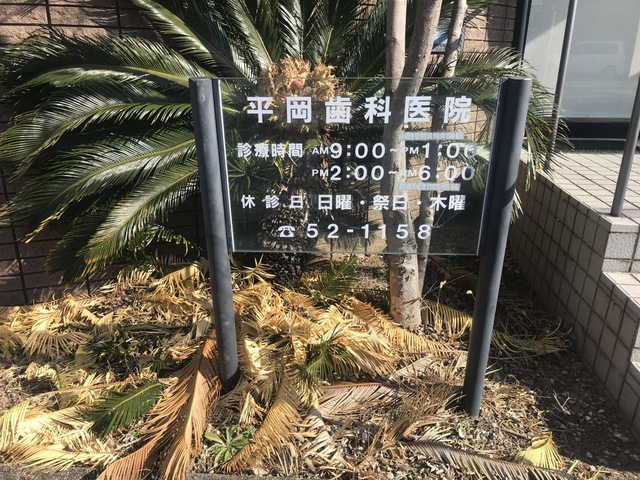 平岡歯科医院
診療時間 AM9:00~PM1:00
PM2:00~PM6:00
休診日 日曜・祭日・木曜
☎52-1158